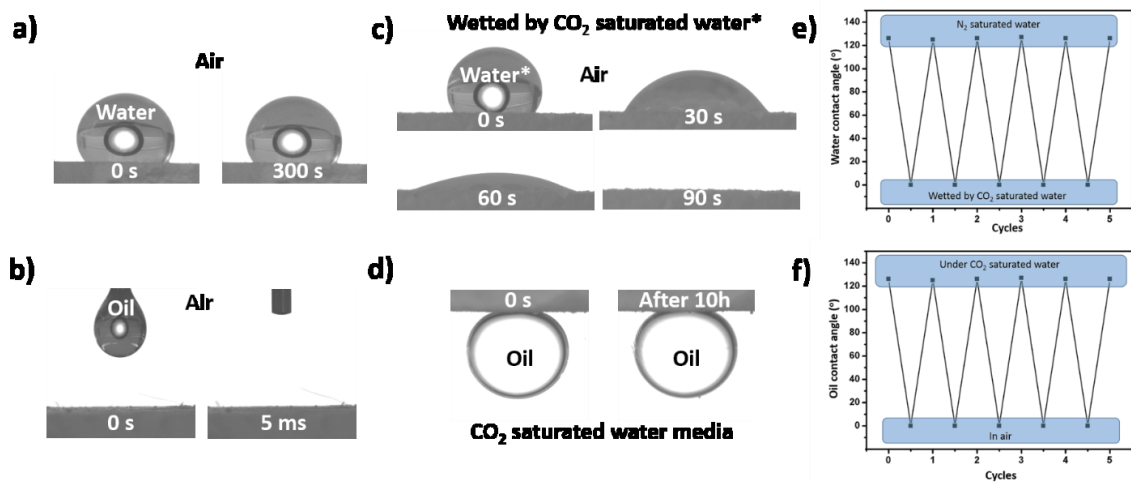 a)
Air
Water
0 s
300 s
b)
Air
Oil
0 s
5 ms
c)
Wetted by CO₂ saturated water*
Water*
Air
0 s
30 s
60 s
90 s
d)
0 s
After 10h
Oil
Oil
CO₂ saturated water media
e)
Water contact angle (°)
140
120
100
80
60
40
20
0
N₂ saturated water
Wetted by CO₂ saturated water
0 1 2 3 4 5
Cycles
f)
Oil contact angle (°)
140
120
100
80
60
40
20
0
Under CO₂ saturated water
In air
0 1 2 3 4 5
Cycles